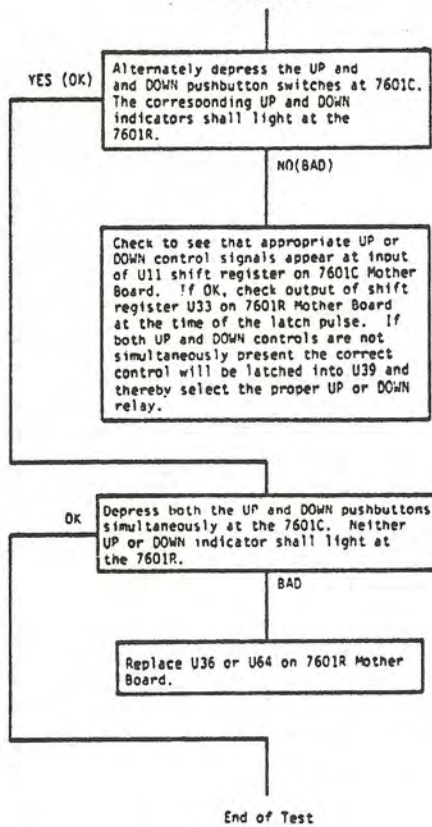 YES (OK)
Alternately depress the UP and
and DOWN pushbutton switches at 7601C.
The corresponding UP and DOWN
indicators shall light at the
7601R.
NO(BAD)
Check to see that appropriate UP or
DOWN control signals appear at input
of U11 shift register on 7601C Mother
Board. If OK, check output of shift
register U33 on 7601R Mother Board
at the time of the latch pulse. If
both UP and DOWN controls are not
simultaneously present the correct
control will be latched into U39 and
thereby select the proper UP or DOWN
relay.
OK
Depress both the UP and DOWN pushbuttons
simultaneously at the 7601C. Neither
UP or DOWN indicator shall light at
the 7601R.
BAD
Replace U36 or U64 on 7601R Mother
Board.
End of Test